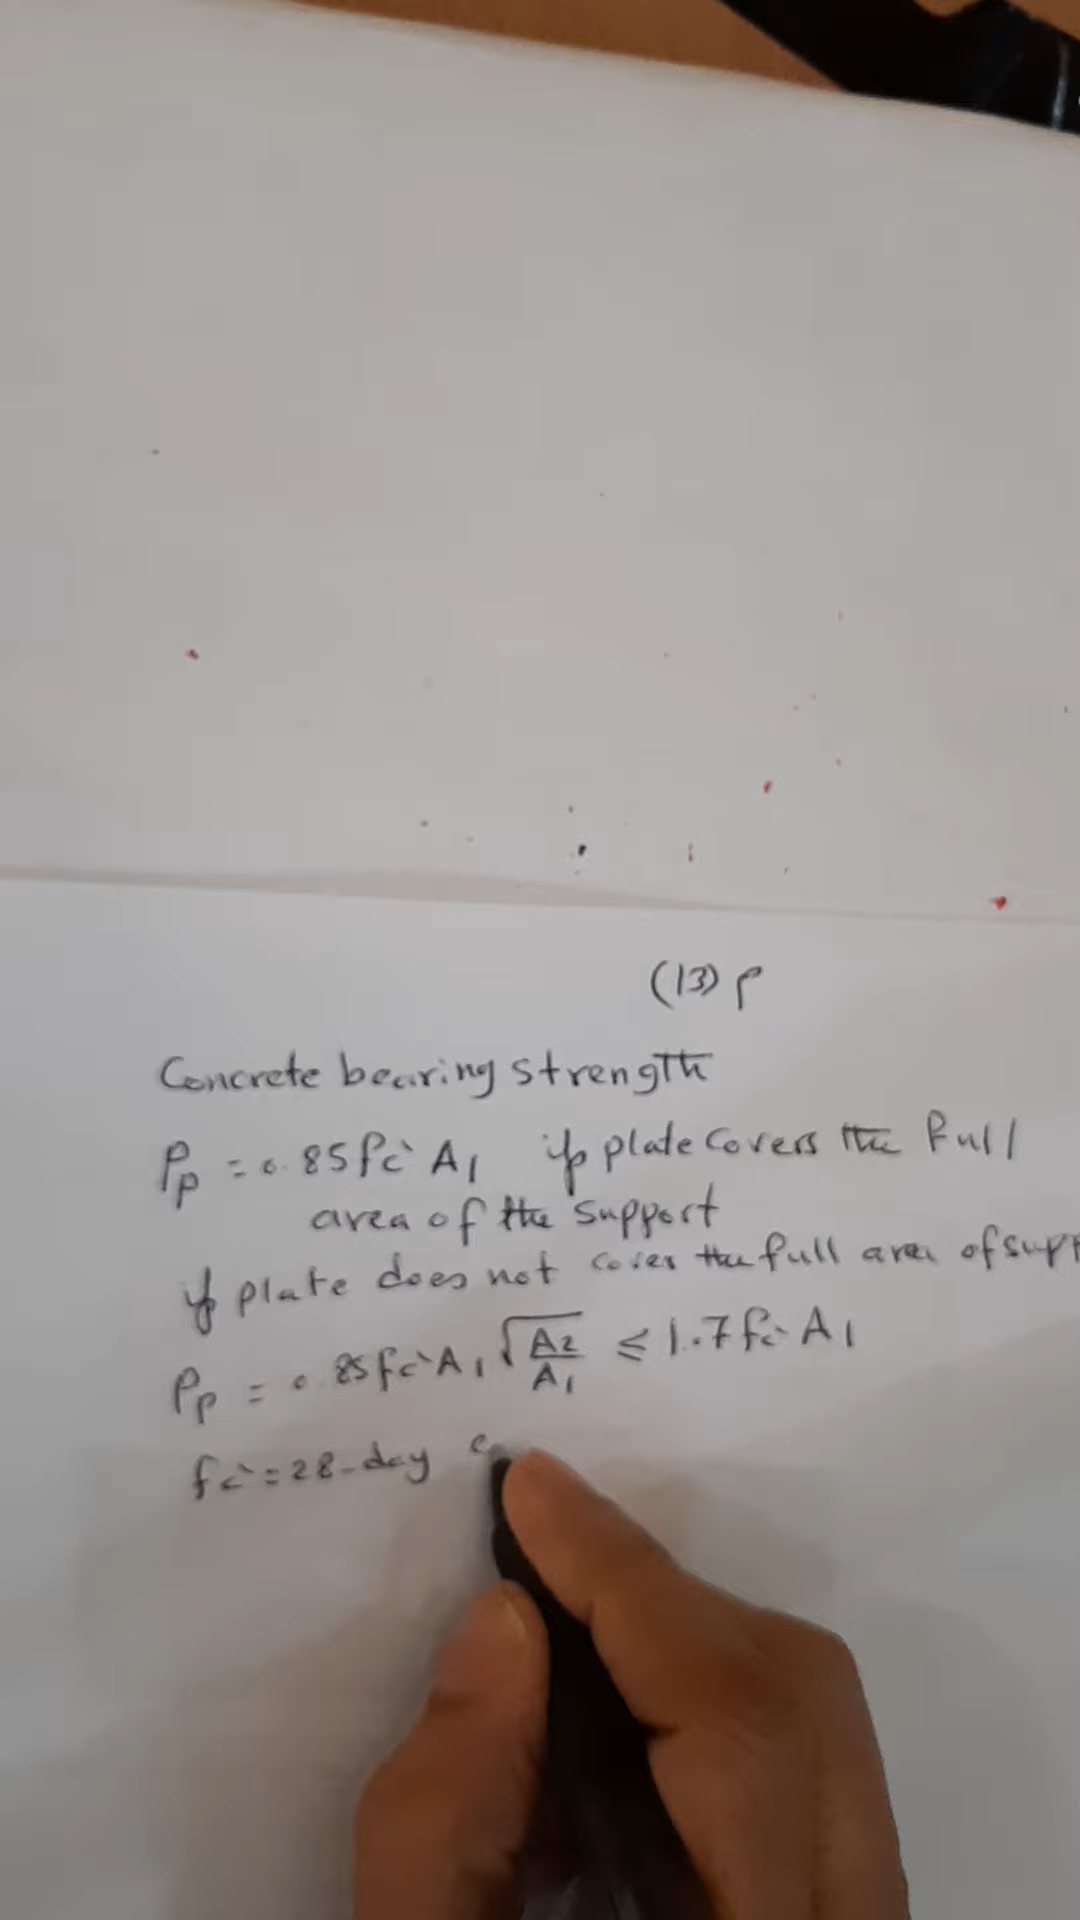 (13) p
Concrete bearing strength
Pp = 0.85 fc' A1 if plate covers the full
area of the support
if plate does not cover the full area of supp
Pp = 0.85 fc' A1 √(A2/A1) ≤ 1.7 fc' A1
fc' = 28-day c